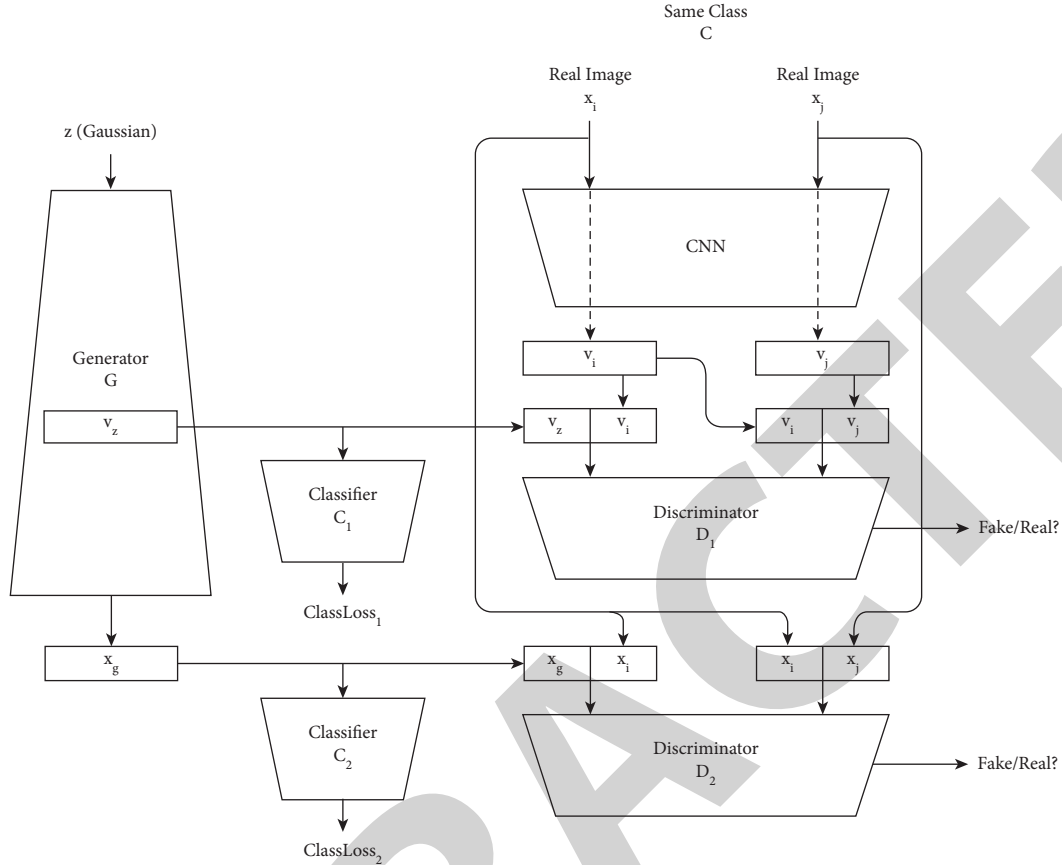 Same Class
C
Real Image
x_i
Real Image
x_j
z (Gaussian)
CNN
Generator
G
v_i
v_j
v_z
v_z v_i
v_i v_j
Classifier
C_1
Discriminator
D_1
Fake/Real?
ClassLoss_1
x_g
x_g x_i
x_i x_j
Classifier
C_2
Discriminator
D_2
Fake/Real?
ClassLoss_2